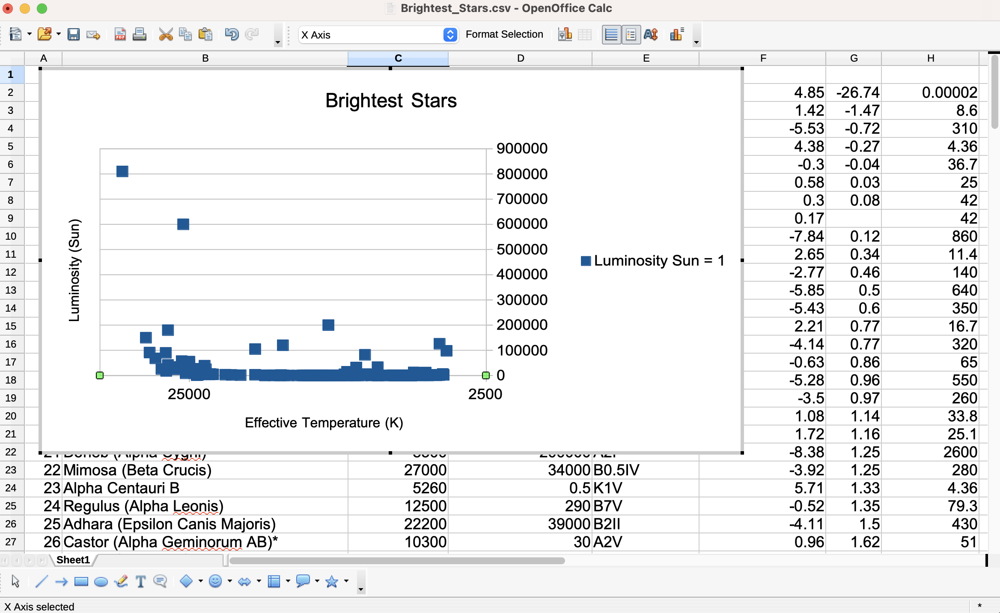 Brightest_Stars.csv - OpenOffice Calc
X Axis
Format Selection
A B C D E F G H
1
2 4.85 -26.74 0.00002
3 1.42 -1.47 8.6
4 -5.53 -0.72 310
5 4.38 -0.27 4.36
6 -0.3 -0.04 36.7
7 0.58 0.03 25
8 0.3 0.08 42
9 0.17 42
10 -7.84 0.12 860
11 2.65 0.34 11.4
12 -2.77 0.46 140
13 -5.85 0.5 640
14 -5.43 0.6 350
15 2.21 0.77 16.7
16 -4.14 0.77 320
17 -0.63 0.86 65
18 -5.28 0.96 550
19 -3.5 0.97 260
20 1.08 1.14 33.8
21 1.72 1.16 25.1
Brightest Stars
Luminosity (Sun)
900000
800000
700000
600000
500000
400000
300000
200000
100000
0
25000 2500
Effective Temperature (K)
Luminosity Sun = 1
22 -8.38 1.25 2600
23 22 Mimosa (Beta Crucis) 27000 34000 B0.5IV -3.92 1.25 280
24 23 Alpha Centauri B 5260 0.5 K1V 5.71 1.33 4.36
25 24 Regulus (Alpha Leonis) 12500 290 B7V -0.52 1.35 79.3
26 25 Adhara (Epsilon Canis Majoris) 22200 39000 B2II -4.11 1.5 430
27 26 Castor (Alpha Geminorum AB)* 10300 30 A2V 0.96 1.62 51
Sheet1
X Axis selected *